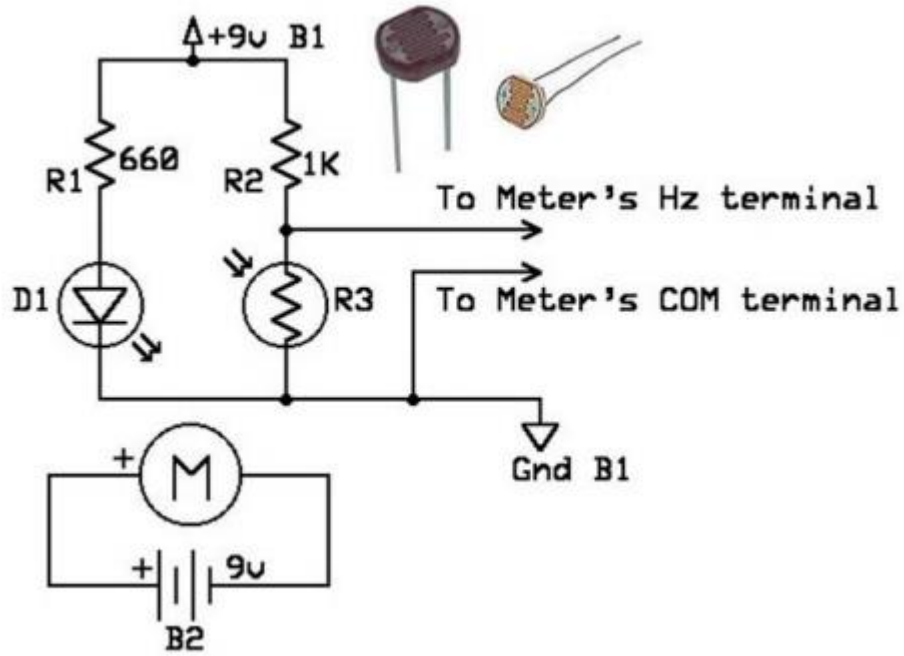 +9v B1
R1
660
R2
1K
To Meter's Hz terminal
D1
R3
To Meter's COM terminal
Gnd B1
+
M
+
9v
B2